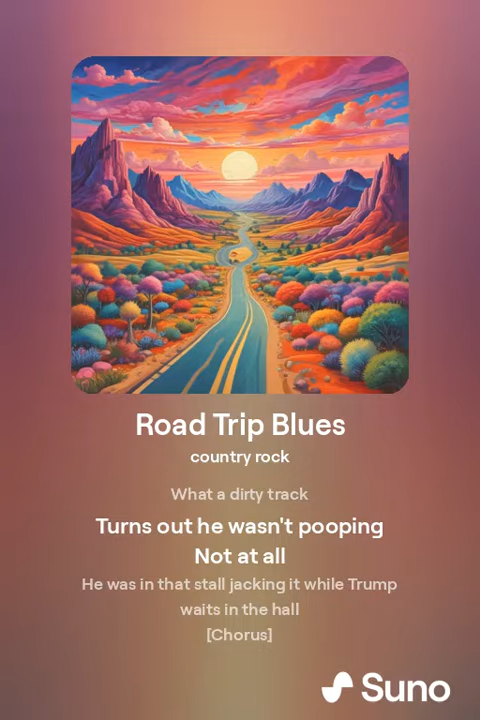 Road Trip Blues
country rock
What a dirty track
Turns out he wasn't pooping
Not at all
He was in that stall jacking it while Trump
waits in the hall
[Chorus]
Suno